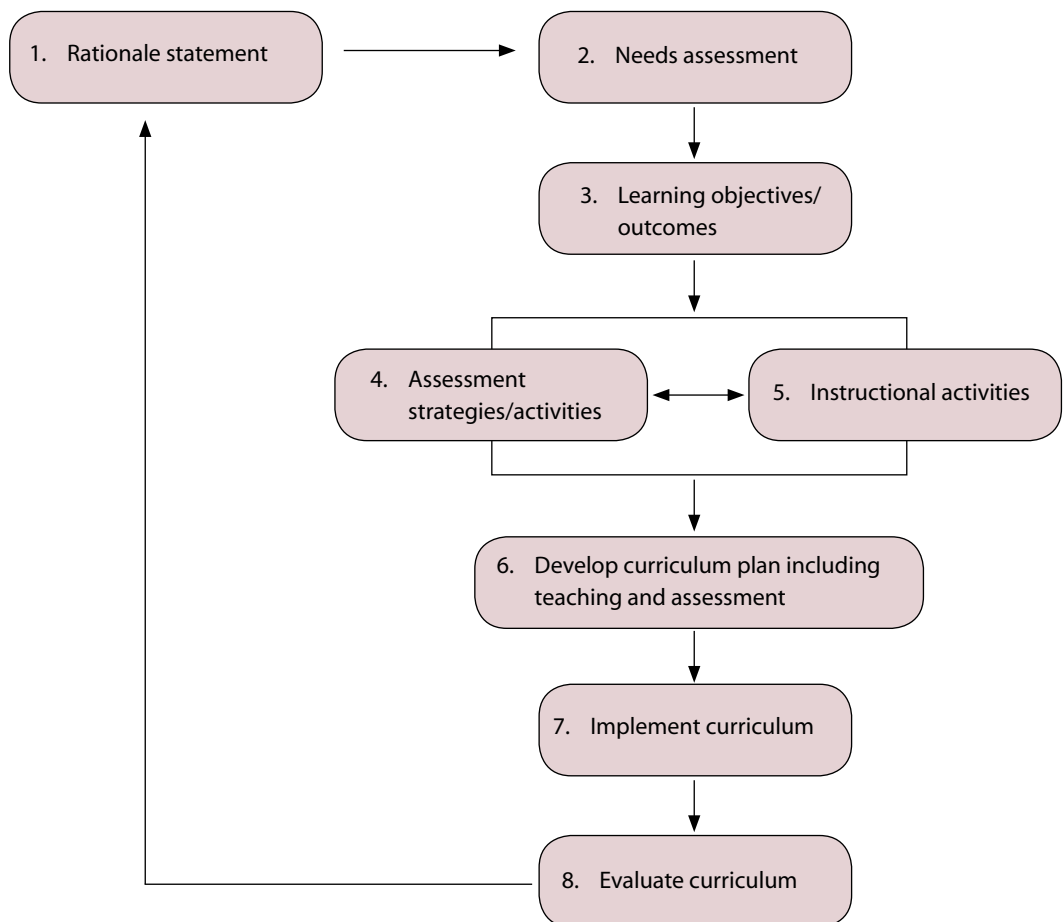 1. Rationale statement
2. Needs assessment
3. Learning objectives/
outcomes
4. Assessment
strategies/activities
5. Instructional activities
6. Develop curriculum plan including
teaching and assessment
7. Implement curriculum
8. Evaluate curriculum